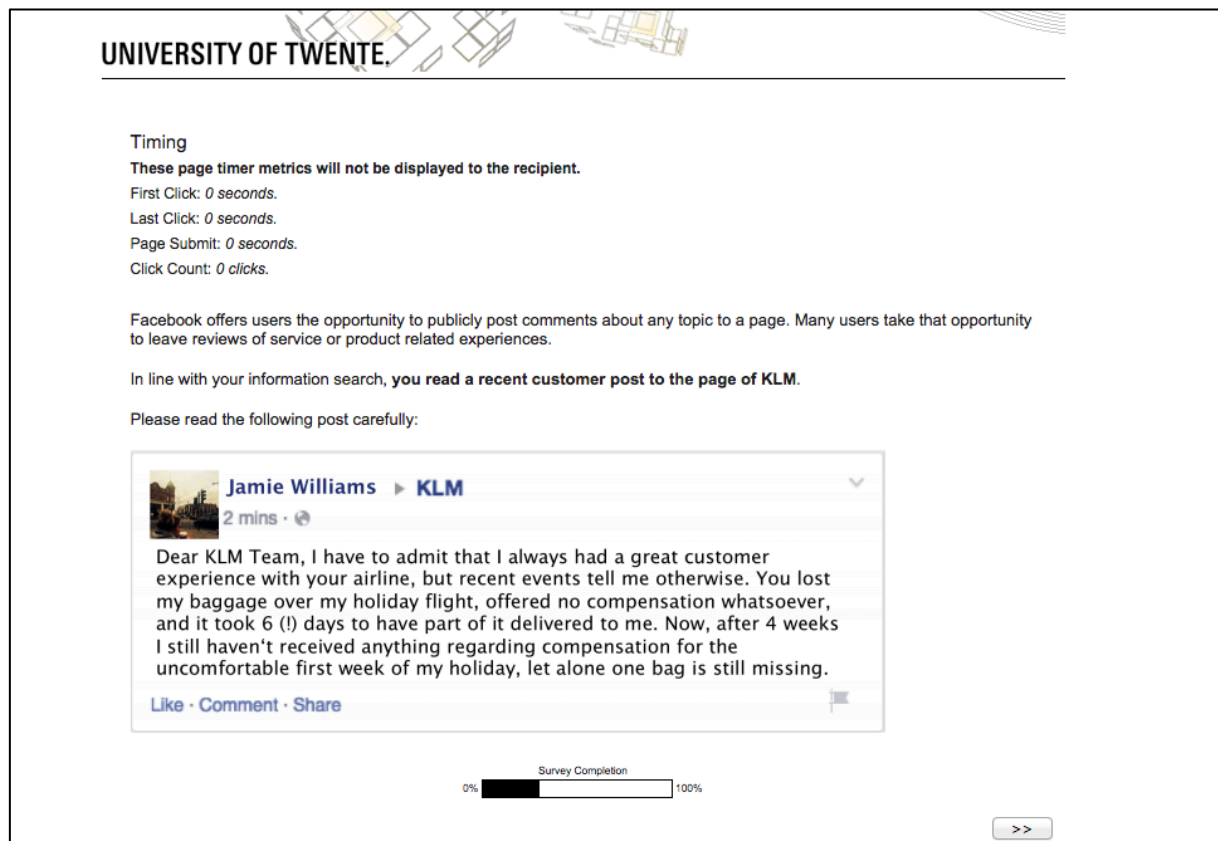 UNIVERSITY OF TWENTE.
Timing
These page timer metrics will not be displayed to the recipient.
First Click: 0 seconds.
Last Click: 0 seconds.
Page Submit: 0 seconds.
Click Count: 0 clicks.
Facebook offers users the opportunity to publicly post comments about any topic to a page. Many users take that opportunity
to leave reviews of service or product related experiences.
In line with your information search, you read a recent customer post to the page of KLM.
Please read the following post carefully:
Jamie Williams ▶ KLM
2 mins ·
Dear KLM Team, I have to admit that I always had a great customer
experience with your airline, but recent events tell me otherwise. You lost
my baggage over my holiday flight, offered no compensation whatsoever,
and it took 6 (!) days to have part of it delivered to me. Now, after 4 weeks
I still haven‘t received anything regarding compensation for the
uncomfortable first week of my holiday, let alone one bag is still missing.
Like · Comment · Share
Survey Completion
0% 100%
>>